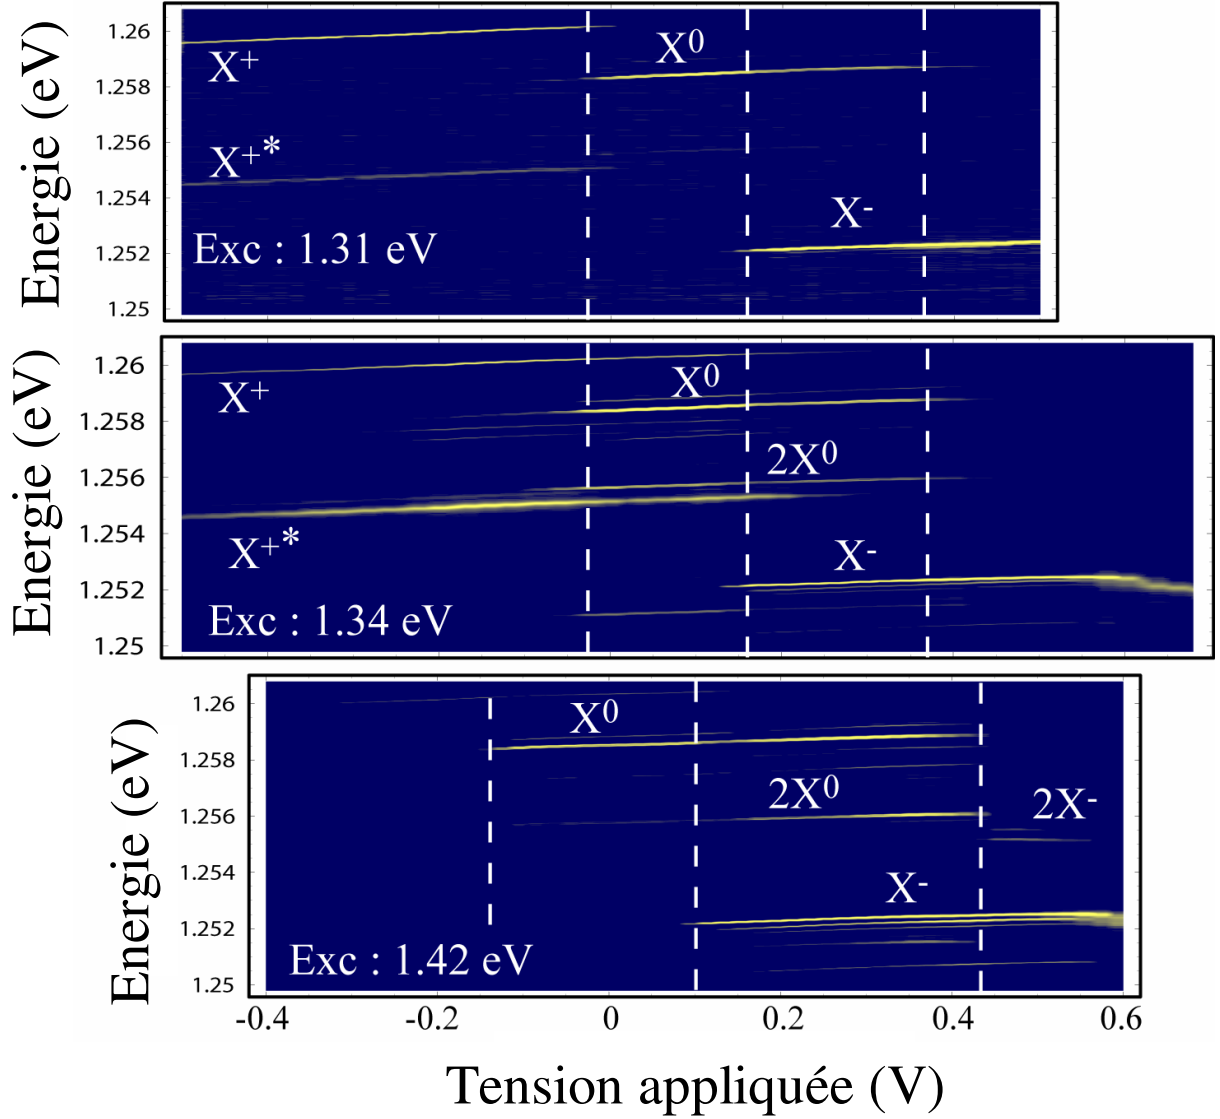 Energie (eV)
1.26
1.258
1.256
1.254
1.252
1.25
X⁺
X⁰
X⁺*
X⁻
Exc : 1.31 eV
Energie (eV)
1.26
1.258
1.256
1.254
1.252
1.25
X⁺
X⁰
2X⁰
X⁺*
X⁻
Exc : 1.34 eV
Energie (eV)
1.26
1.258
1.256
1.254
1.252
1.25
X⁰
2X⁰
2X⁻
X⁻
Exc : 1.42 eV
-0.4 -0.2 0 0.2 0.4 0.6
Tension appliquée (V)